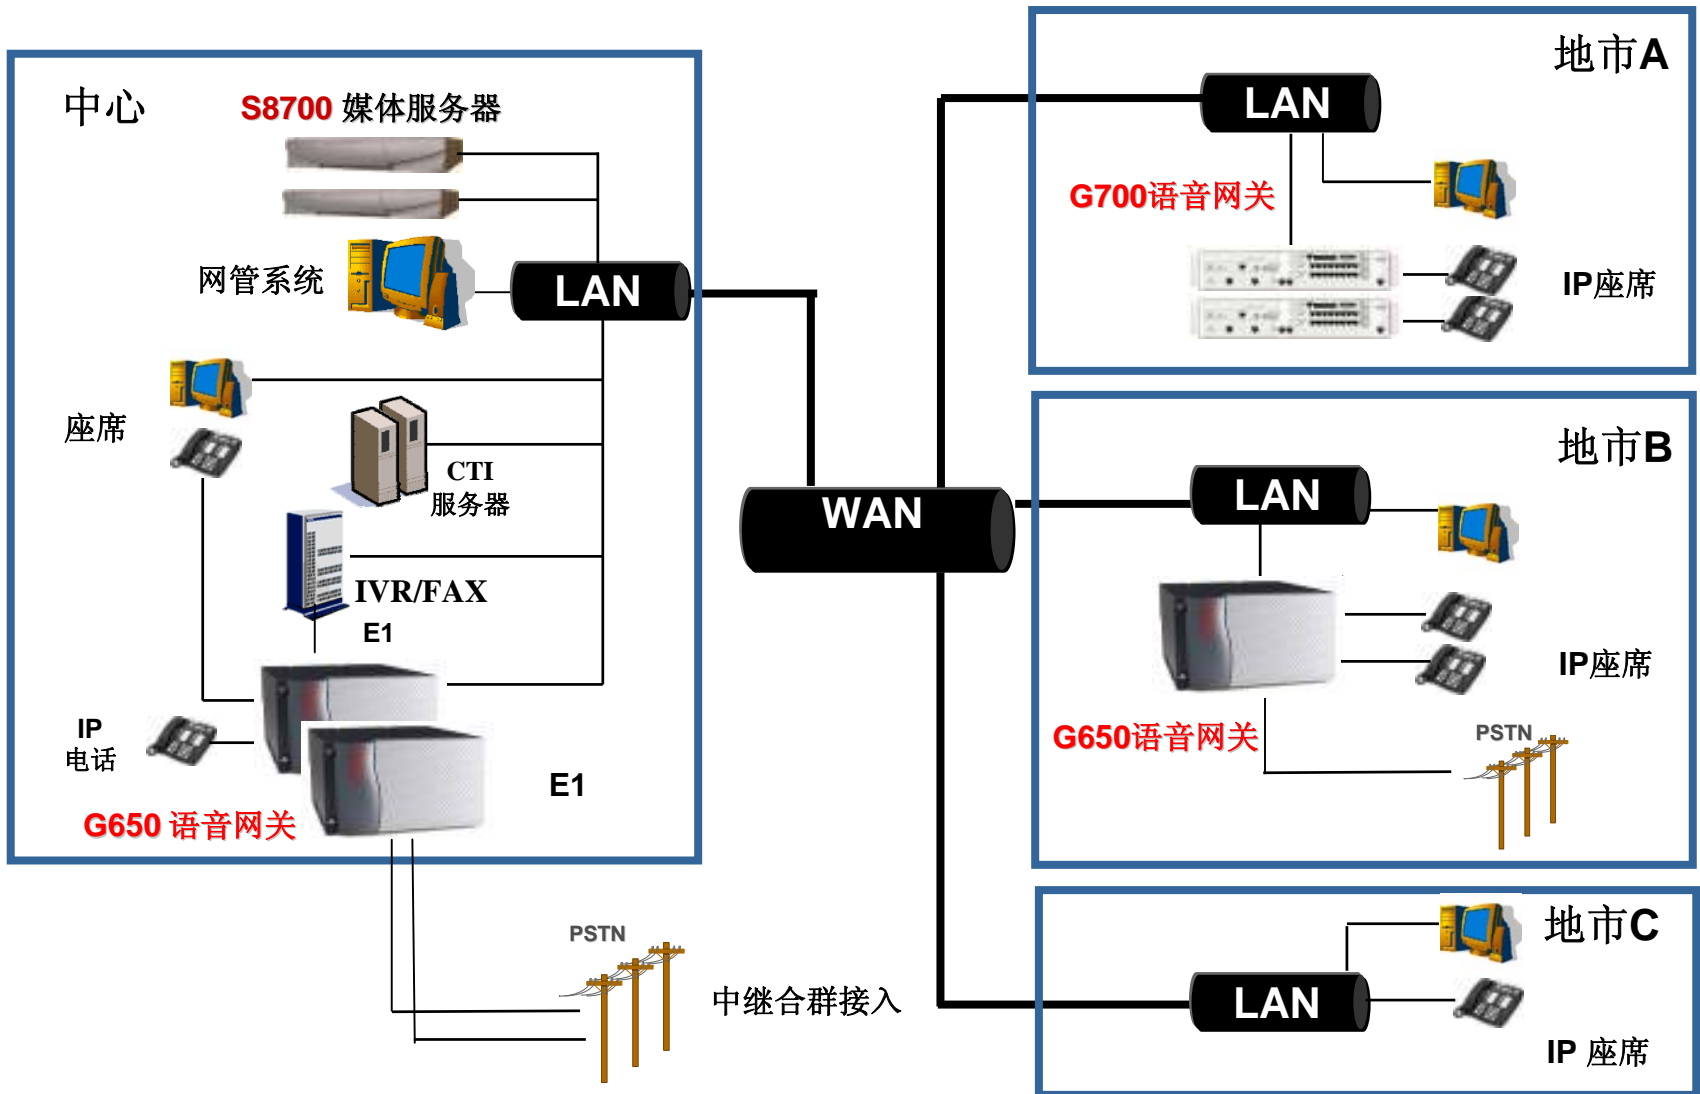 中心
S8700 媒体服务器
网管系统
LAN
座席
CTI
服务器
IVR/FAX
E1
IP
电话
E1
G650 语音网关
PSTN
中继合群接入
WAN
地市A
LAN
G700语音网关
IP座席
地市B
LAN
IP座席
G650语音网关
PSTN
地市C
LAN
IP 座席